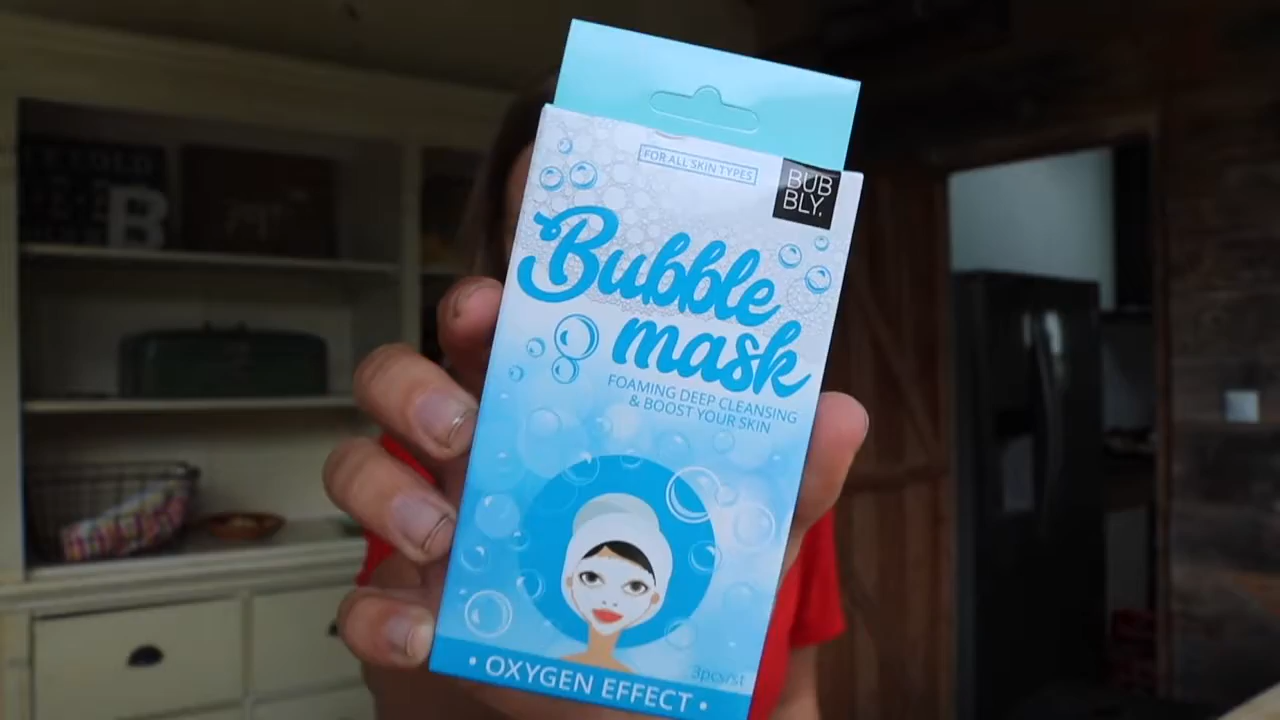 FOR ALL SKIN TYPES
BUB
BLY.
Bubble
mask
FOAMING DEEP CLEANSING
& BOOST YOUR SKIN
3pcs/st
• OXYGEN EFFECT •
B